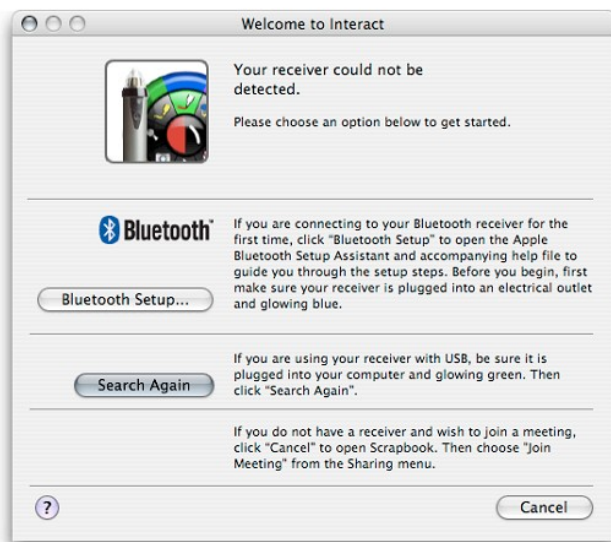 Welcome to Interact
Your receiver could not be
detected.
Please choose an option below to get started.
Bluetooth™
If you are connecting to your Bluetooth receiver for the
first time, click "Bluetooth Setup" to open the Apple
Bluetooth Setup Assistant and accompanying help file to
guide you through the setup steps. Before you begin, first
make sure your receiver is plugged into an electrical outlet
and glowing blue.
Bluetooth Setup...
If you are using your receiver with USB, be sure it is
plugged into your computer and glowing green. Then
click "Search Again".
Search Again
If you do not have a receiver and wish to join a meeting,
click "Cancel" to open Scrapbook. Then choose "Join
Meeting" from the Sharing menu.
?
Cancel